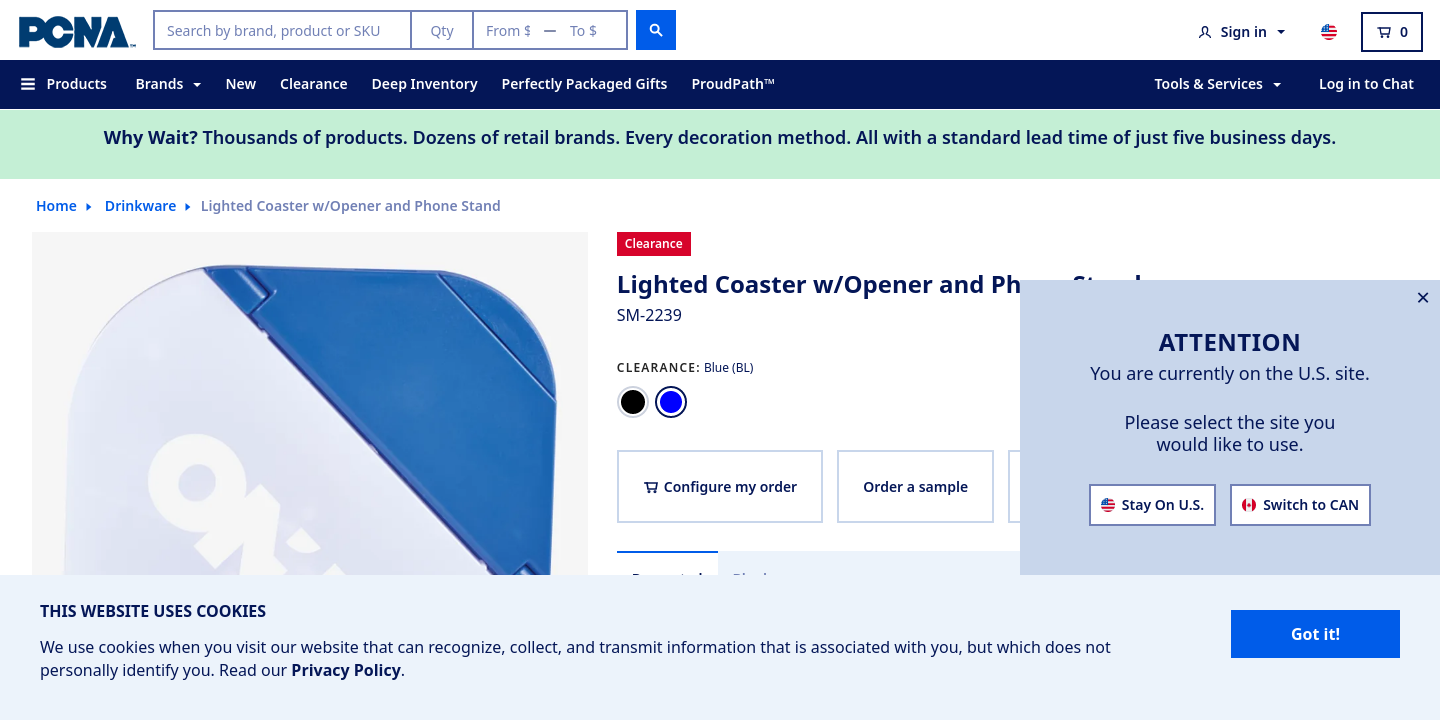 PCNA™
Search by brand, product or SKU
Qty
From $ — To $
Sign in
0
Products
Brands
New
Clearance
Deep Inventory
Perfectly Packaged Gifts
ProudPath™
Tools & Services
Log in to Chat
Why Wait? Thousands of products. Dozens of retail brands. Every decoration method. All with a standard lead time of just five business days.
Home
Drinkware
Lighted Coaster w/Opener and Phone Stand
Clearance
Lighted Coaster w/Opener and Phone Stand
SM-2239
CLEARANCE: Blue (BL)
Configure my order
Order a sample
ATTENTION
You are currently on the U.S. site.
Please select the site you
would like to use.
Stay On U.S.
Switch to CAN
THIS WEBSITE USES COOKIES
We use cookies when you visit our website that can recognize, collect, and transmit information that is associated with you, but which does not
personally identify you. Read our Privacy Policy.
Got it!